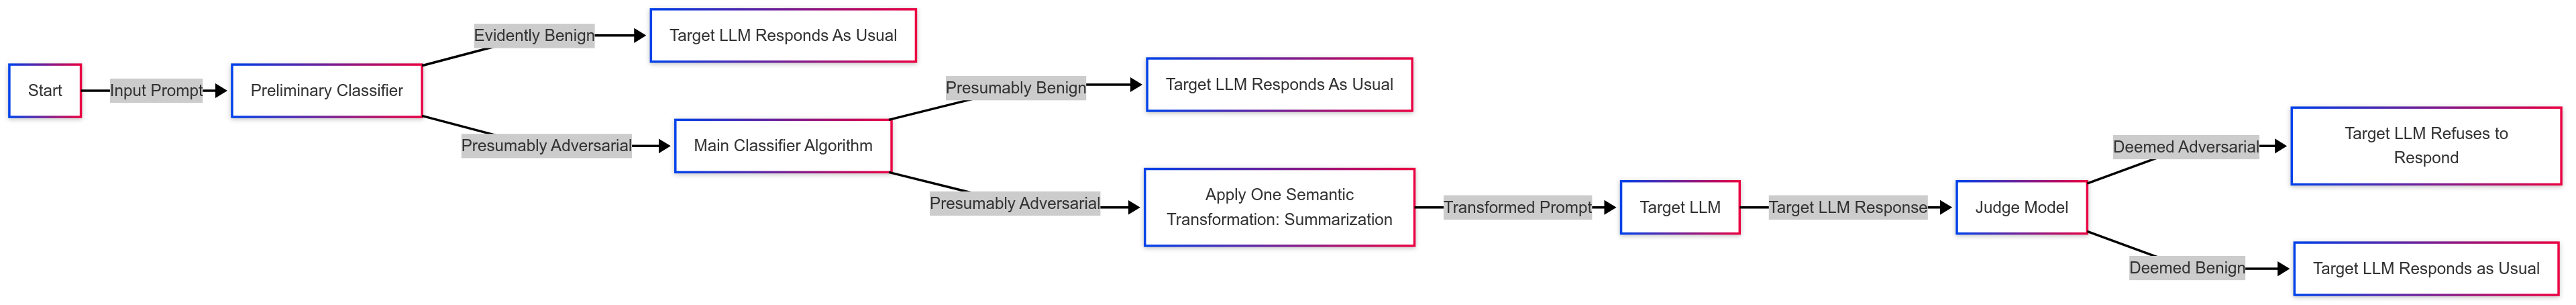 Start
Input Prompt
Preliminary Classifier
Evidently Benign
Target LLM Responds As Usual
Presumably Adversarial
Main Classifier Algorithm
Presumably Benign
Target LLM Responds As Usual
Presumably Adversarial
Apply One Semantic
Transformation: Summarization
Transformed Prompt
Target LLM
Target LLM Response
Judge Model
Deemed Adversarial
Target LLM Refuses to
Respond
Deemed Benign
Target LLM Responds as Usual